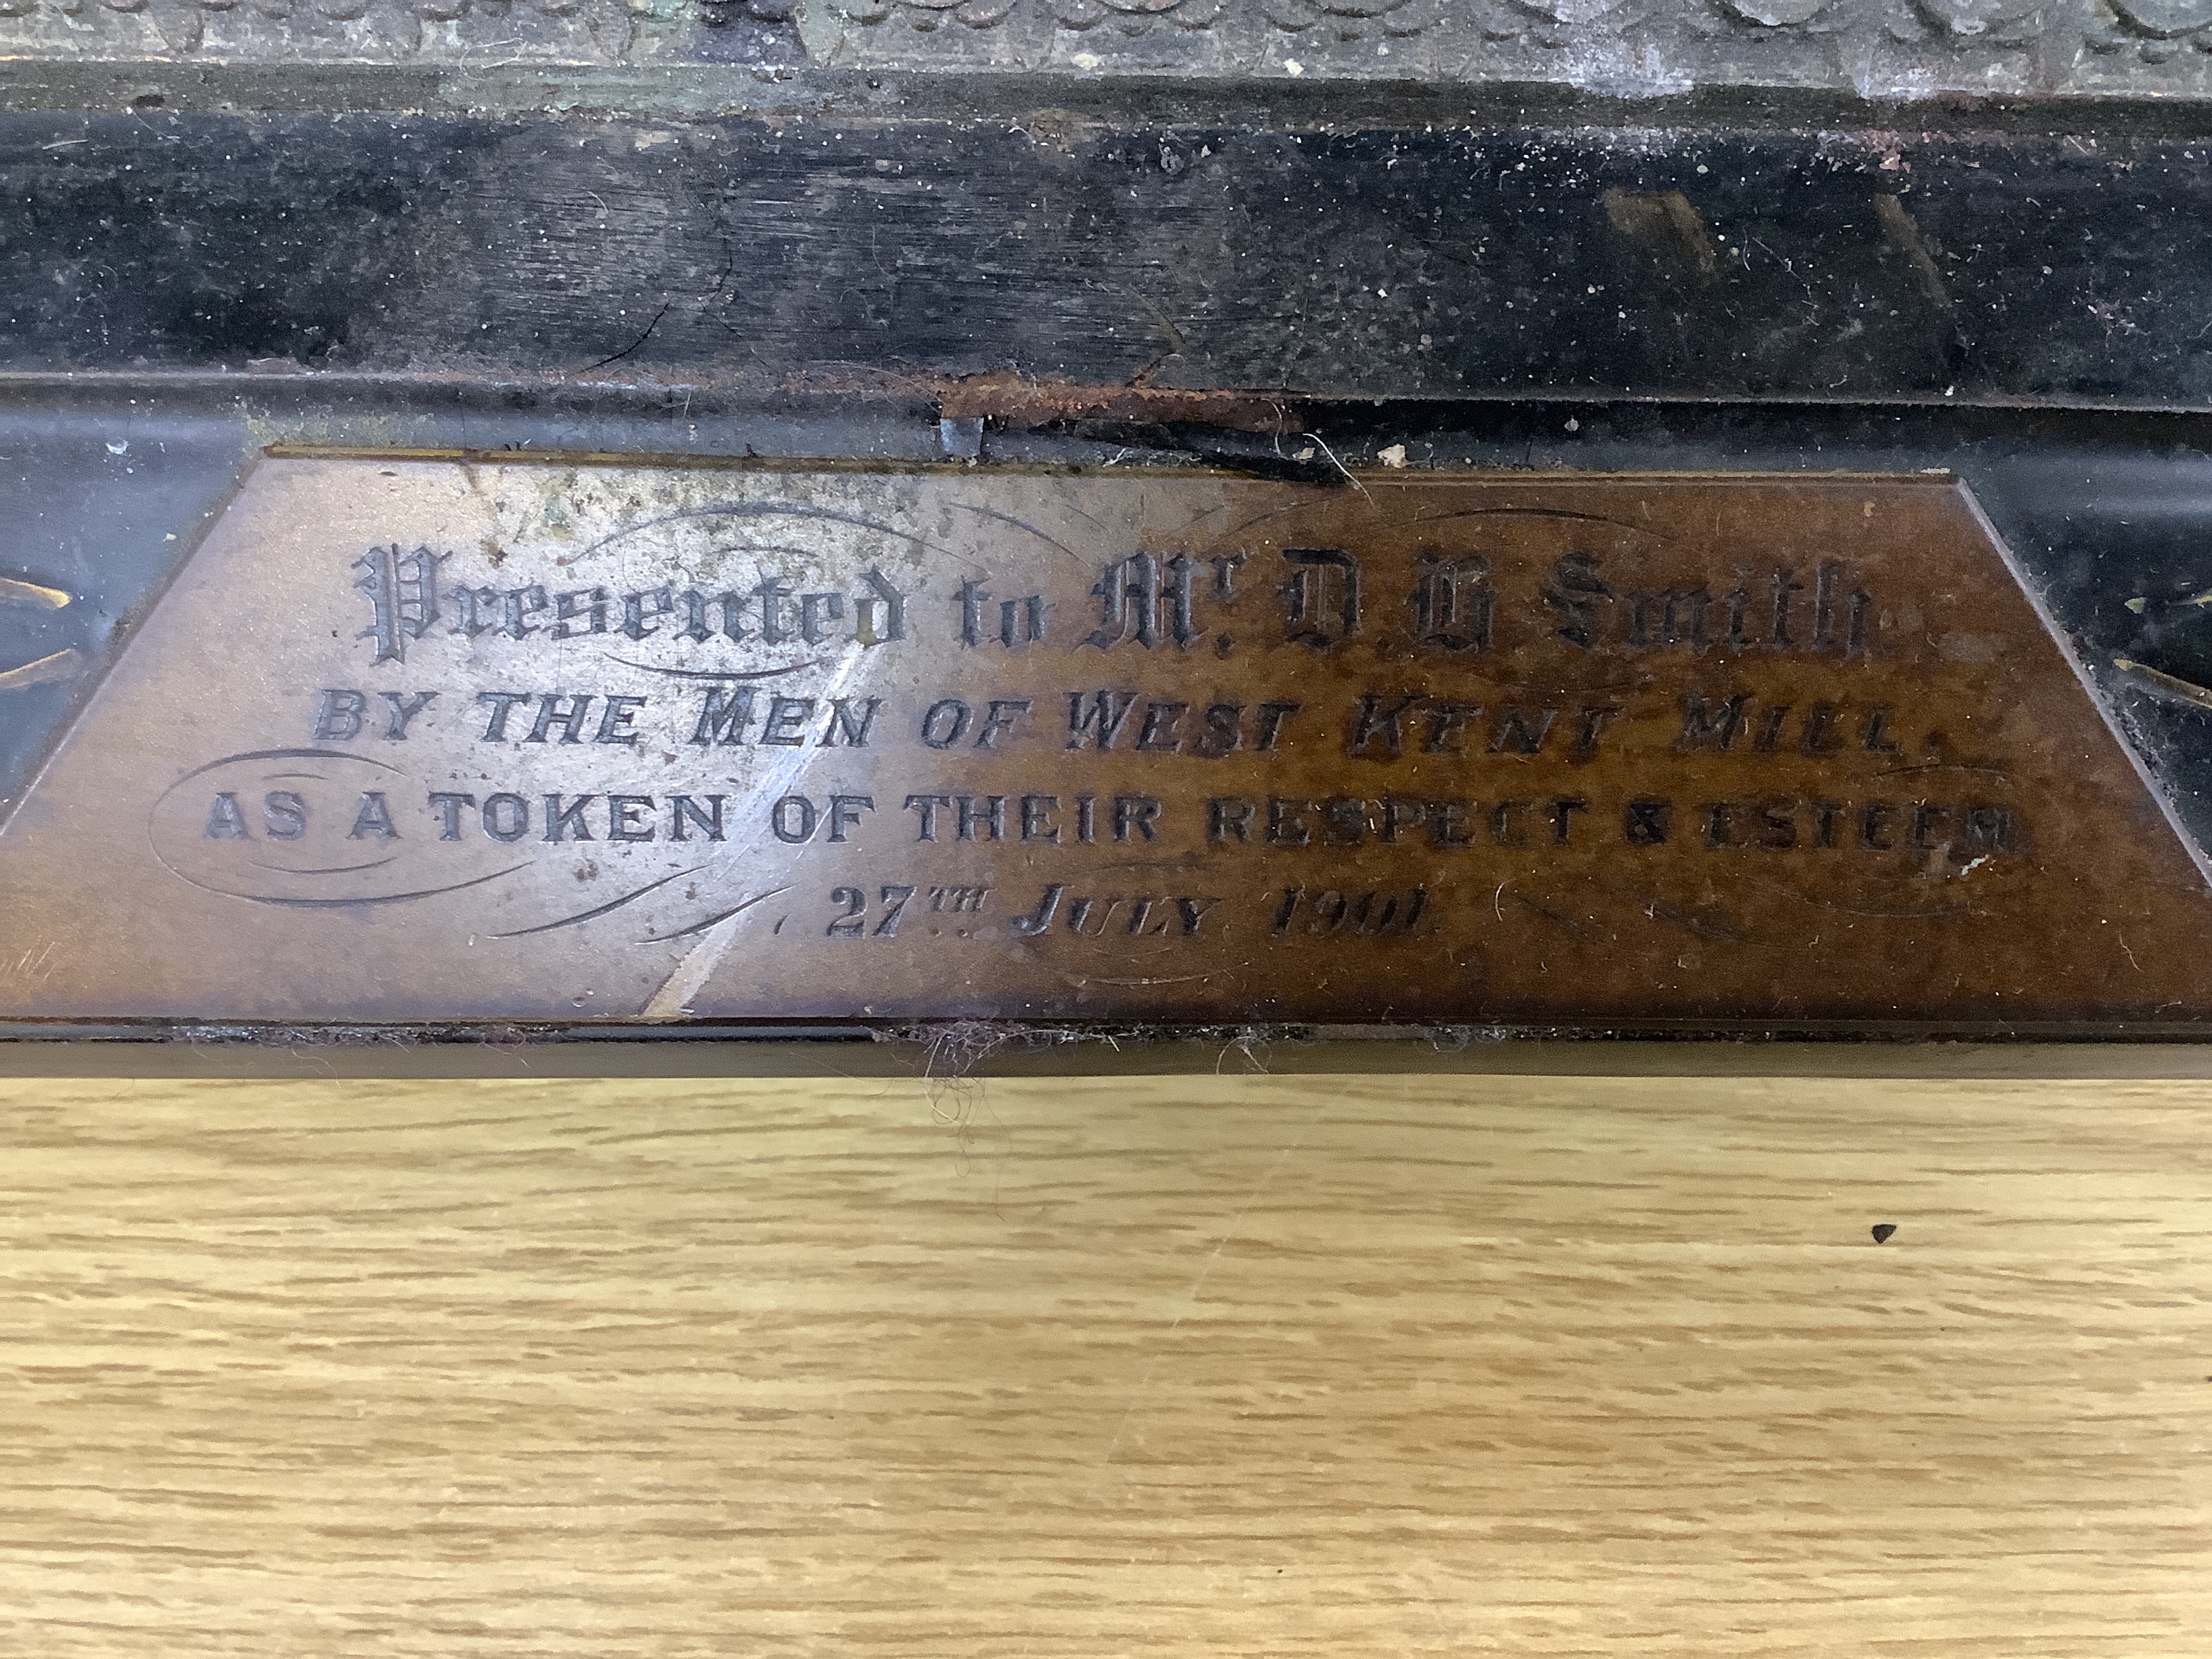 Presented to Mr. D. B Smith
BY THE MEN OF WEST KENT MILL,
AS A TOKEN OF THEIR RESPECT & ESTEEM
27TH JULY 1901.